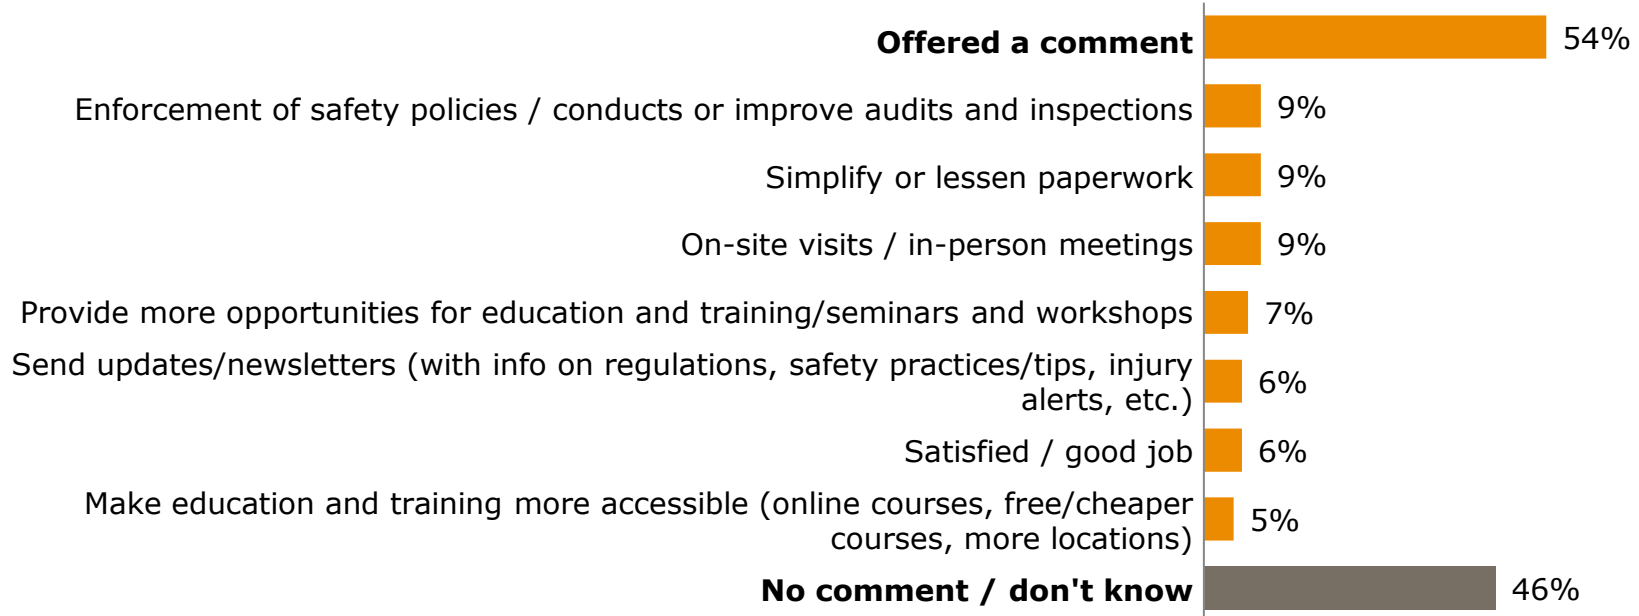 Offered a comment 54%
Enforcement of safety policies / conducts or improve audits and inspections 9%
Simplify or lessen paperwork 9%
On-site visits / in-person meetings 9%
Provide more opportunities for education and training/seminars and workshops 7%
Send updates/newsletters (with info on regulations, safety practices/tips, injury
alerts, etc.) 6%
Satisfied / good job 6%
Make education and training more accessible (online courses, free/cheaper
courses, more locations) 5%
No comment / don't know 46%